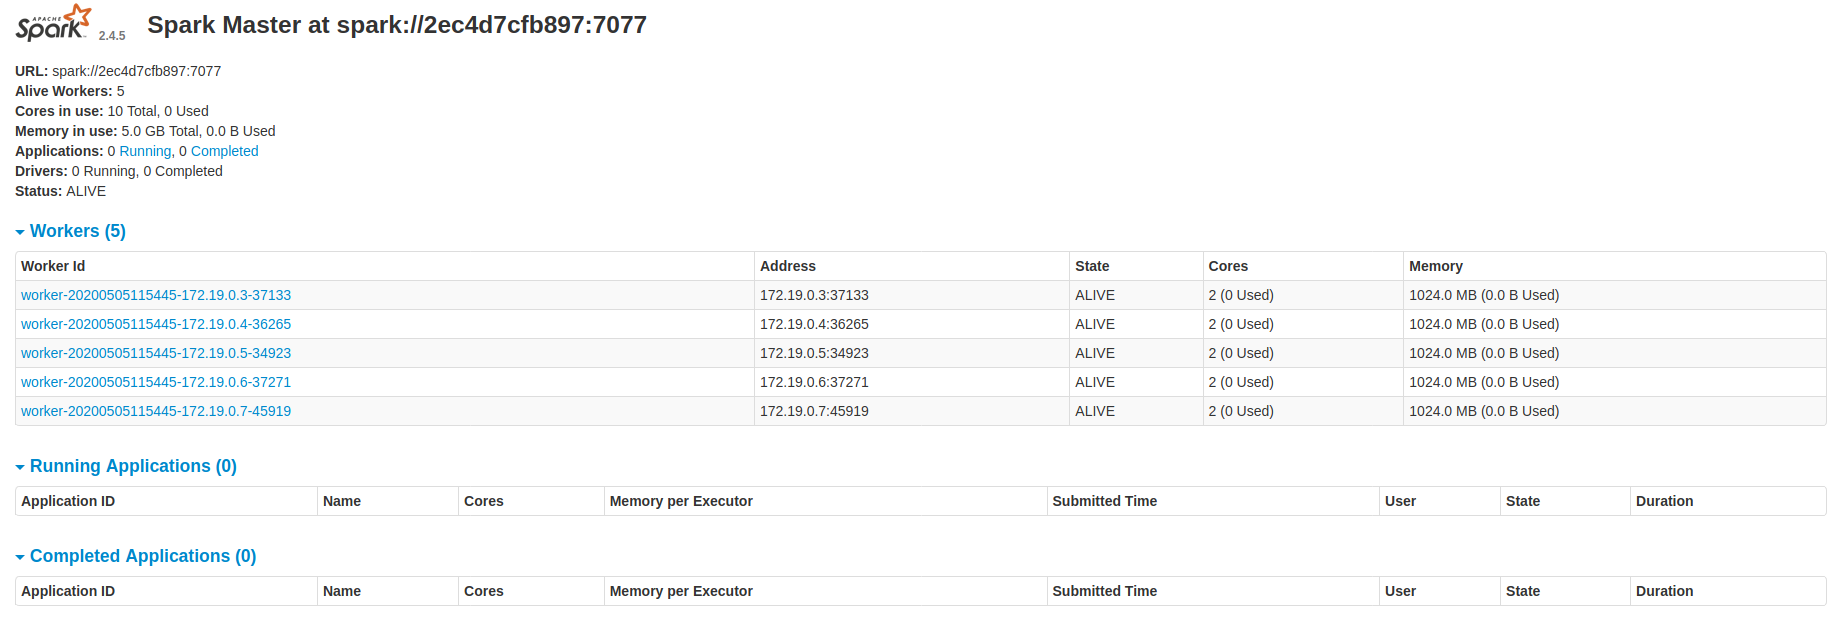 APACHE Spark 2.4.5 Spark Master at spark://2ec4d7cfb897:7077
URL: spark://2ec4d7cfb897:7077
Alive Workers: 5
Cores in use: 10 Total, 0 Used
Memory in use: 5.0 GB Total, 0.0 B Used
Applications: 0 Running, 0 Completed
Drivers: 0 Running, 0 Completed
Status: ALIVE
Workers (5)
Worker Id Address State Cores Memory
worker-20200505115445-172.19.0.3-37133 172.19.0.3:37133 ALIVE 2 (0 Used) 1024.0 MB (0.0 B Used)
worker-20200505115445-172.19.0.4-36265 172.19.0.4:36265 ALIVE 2 (0 Used) 1024.0 MB (0.0 B Used)
worker-20200505115445-172.19.0.5-34923 172.19.0.5:34923 ALIVE 2 (0 Used) 1024.0 MB (0.0 B Used)
worker-20200505115445-172.19.0.6-37271 172.19.0.6:37271 ALIVE 2 (0 Used) 1024.0 MB (0.0 B Used)
worker-20200505115445-172.19.0.7-45919 172.19.0.7:45919 ALIVE 2 (0 Used) 1024.0 MB (0.0 B Used)
Running Applications (0)
Application ID Name Cores Memory per Executor Submitted Time User State Duration
Completed Applications (0)
Application ID Name Cores Memory per Executor Submitted Time User State Duration